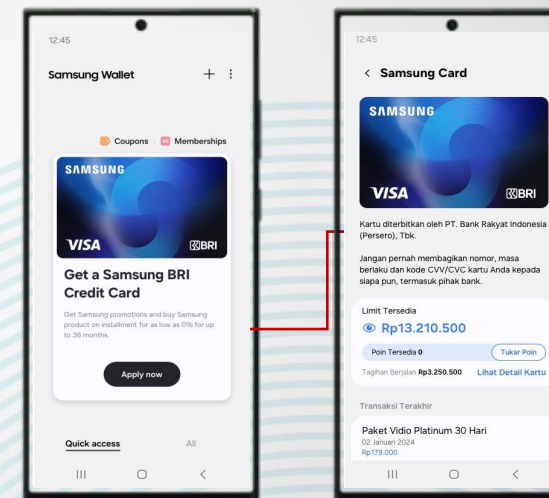 12:45
Samsung Wallet
Coupons
Memberships
SAMSUNG
VISA
BRI
Get a Samsung BRI
Credit Card
Get Samsung promotions and buy Samsung
product on installment for as low as 0% for up
to 36 months.
Apply now
Quick access
All
12:45
Samsung Card
SAMSUNG
VISA
BRI
Kartu diterbitkan oleh PT. Bank Rakyat Indonesia
(Persero), Tbk.
Jangan pernah membagikan nomor, masa
berlaku dan kode CVV/CVC kartu Anda kepada
siapa pun, termasuk pihak bank.
Limit Tersedia
Rp13.210.500
Poin Tersedia 0
Tukar Poin
Tagihan Berjalan Rp3.250.500
Lihat Detail Kartu
Transaksi Terakhir
Paket Vidio Platinum 30 Hari
02 Januari 2024
Rp179.000